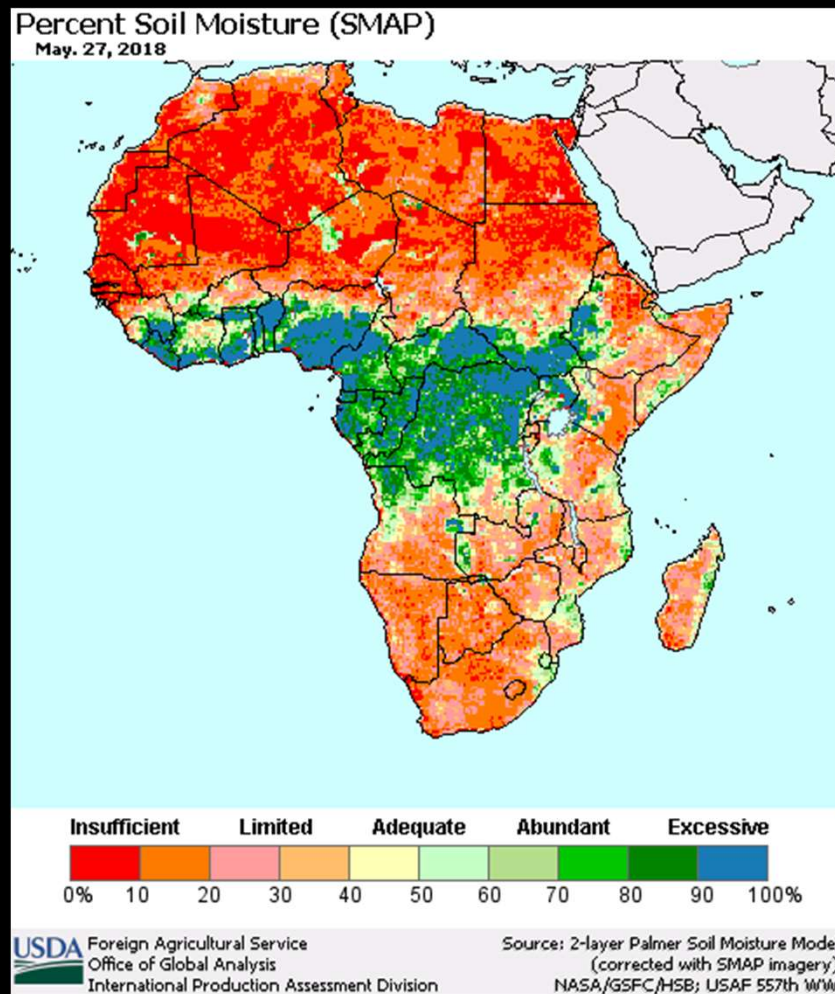 Percent Soil Moisture (SMAP)
May. 27, 2018
Insufficient Limited Adequate Abundant Excessive
0% 10 20 30 40 50 60 70 80 90 100%
USDA Foreign Agricultural Service
Office of Global Analysis
International Production Assessment Division
Source: 2-layer Palmer Soil Moisture Mode
(corrected with SMAP imagery)
NASA/GSFC/HSB; USAF 557th WW